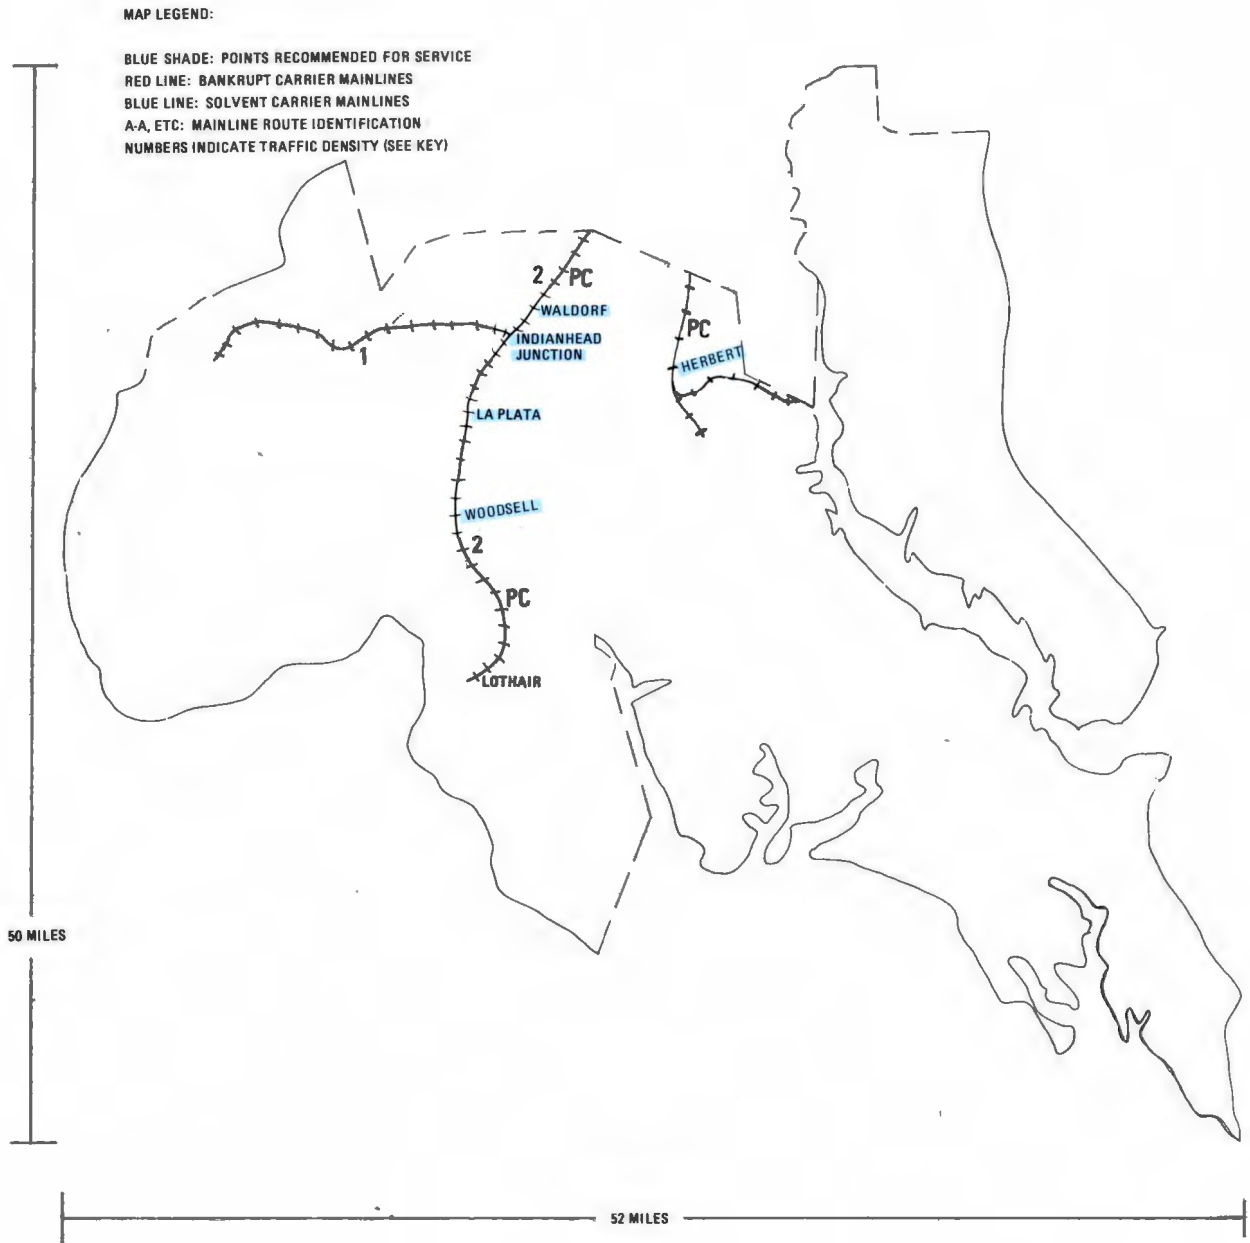 MAP LEGEND:
BLUE SHADE: POINTS RECOMMENDED FOR SERVICE
RED LINE: BANKRUPT CARRIER MAINLINES
BLUE LINE: SOLVENT CARRIER MAINLINES
A-A, ETC: MAINLINE ROUTE IDENTIFICATION
NUMBERS INDICATE TRAFFIC DENSITY (SEE KEY)
2 PC
WALDORF
INDIANHEAD
JUNCTION
1
PC
HERBERT
LA PLATA
WOODSELL
2
PC
LOTHAIR
50 MILES
52 MILES